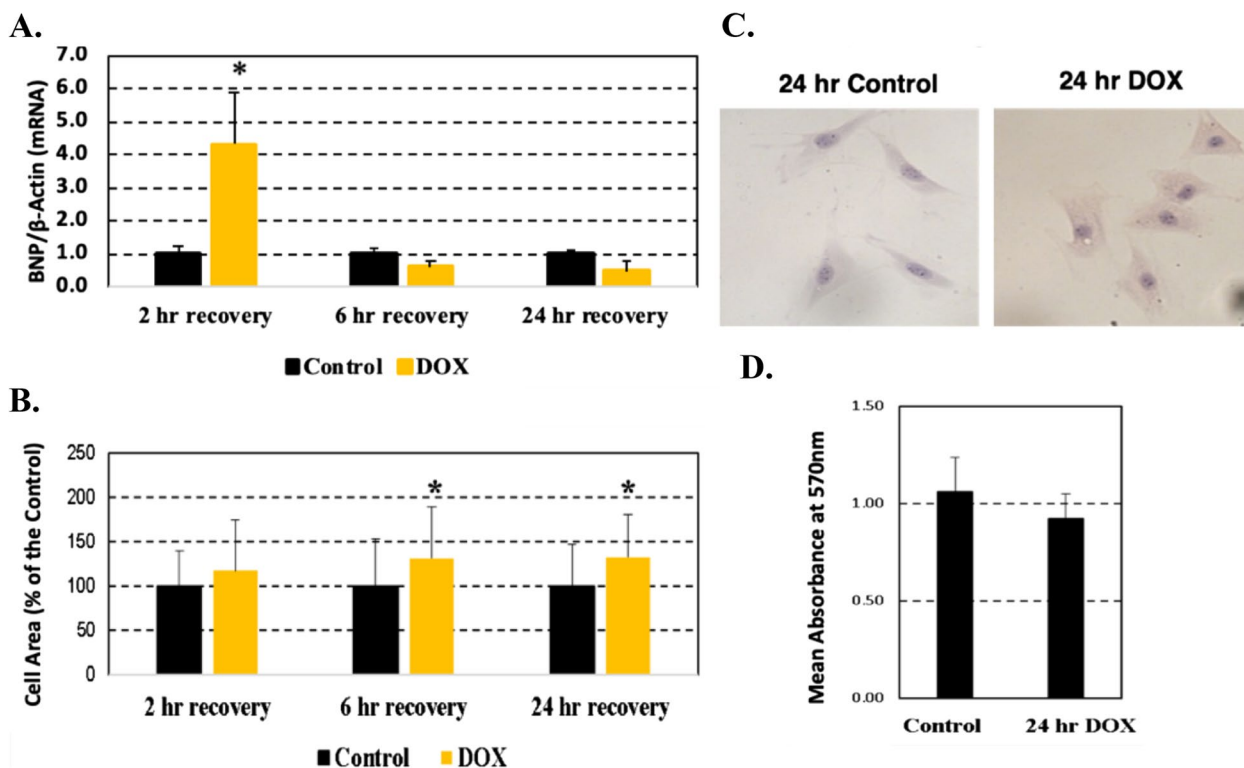 A.
BNP/β-Actin (mRNA)
7.0
6.0
5.0
4.0
3.0
2.0
1.0
0.0
*
2 hr recovery 6 hr recovery 24 hr recovery
Control DOX
B.
Cell Area (% of the Control)
250
200
150
100
50
0
* *
2 hr recovery 6 hr recovery 24 hr recovery
Control DOX
C.
24 hr Control 24 hr DOX
D.
Mean Absorbance at 570nm
1.50
1.00
0.50
0.00
Control 24 hr DOX